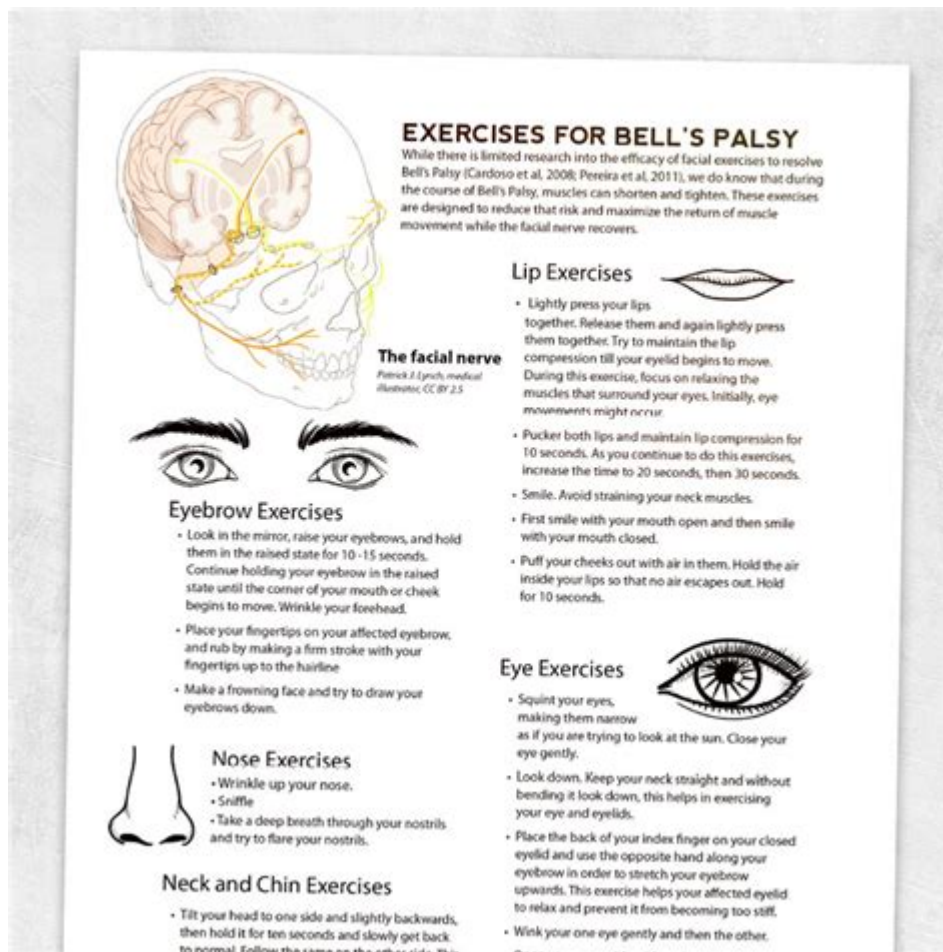 EXERCISES FOR BELL'S PALSY
While there is limited research into the efficacy of facial exercises to resolve
Bell's Palsy (Cardoso et al, 2008; Pereira et al, 2011), we do know that during
the course of Bell's Palsy, muscles can shorten and tighten. These exercises
are designed to reduce that risk and maximize the return of muscle
movement while the facial nerve recovers.
The facial nerve
Patrick J. Lynch, medical
illustrator, CC BY 2.5
Lip Exercises
• Lightly press your lips
together. Release them and again lightly press
them together. Try to maintain the lip
compression till your eyelid begins to move.
During this exercise, focus on relaxing the
muscles that surround your eyes. Initially, eye
movements might occur.
• Pucker both lips and maintain lip compression for
10 seconds. As you continue to do this exercises,
increase the time to 20 seconds, then 30 seconds.
• Smile. Avoid straining your neck muscles.
• First smile with your mouth open and then smile
with your mouth closed.
• Puff your cheeks out with air in them. Hold the air
inside your lips so that no air escapes out. Hold
for 10 seconds.
Eyebrow Exercises
• Look in the mirror, raise your eyebrows, and hold
them in the raised state for 10 -15 seconds.
Continue holding your eyebrow in the raised
state until the corner of your mouth or cheek
begins to move. Wrinkle your forehead.
• Place your fingertips on your affected eyebrow,
and rub by making a firm stroke with your
fingertips up to the hairline
• Make a frowning face and try to draw your
eyebrows down.
Eye Exercises
• Squint your eyes,
making them narrow
as if you are trying to look at the sun. Close your
eye gently.
• Look down. Keep your neck straight and without
bending it look down, this helps in exercising
your eye and eyelids.
• Place the back of your index finger on your closed
eyelid and use the opposite hand along your
eyebrow in order to stretch your eyebrow
upwards. This exercise helps your affected eyelid
to relax and prevent it from becoming too stiff.
• Wink your one eye gently and then the other.
Nose Exercises
• Wrinkle up your nose.
• Sniffle
• Take a deep breath through your nostrils
and try to flare your nostrils.
Neck and Chin Exercises
• Tilt your head to one side and slightly backwards,
then hold it for ten seconds and slowly get back
to normal. Follow the same on the other side. This